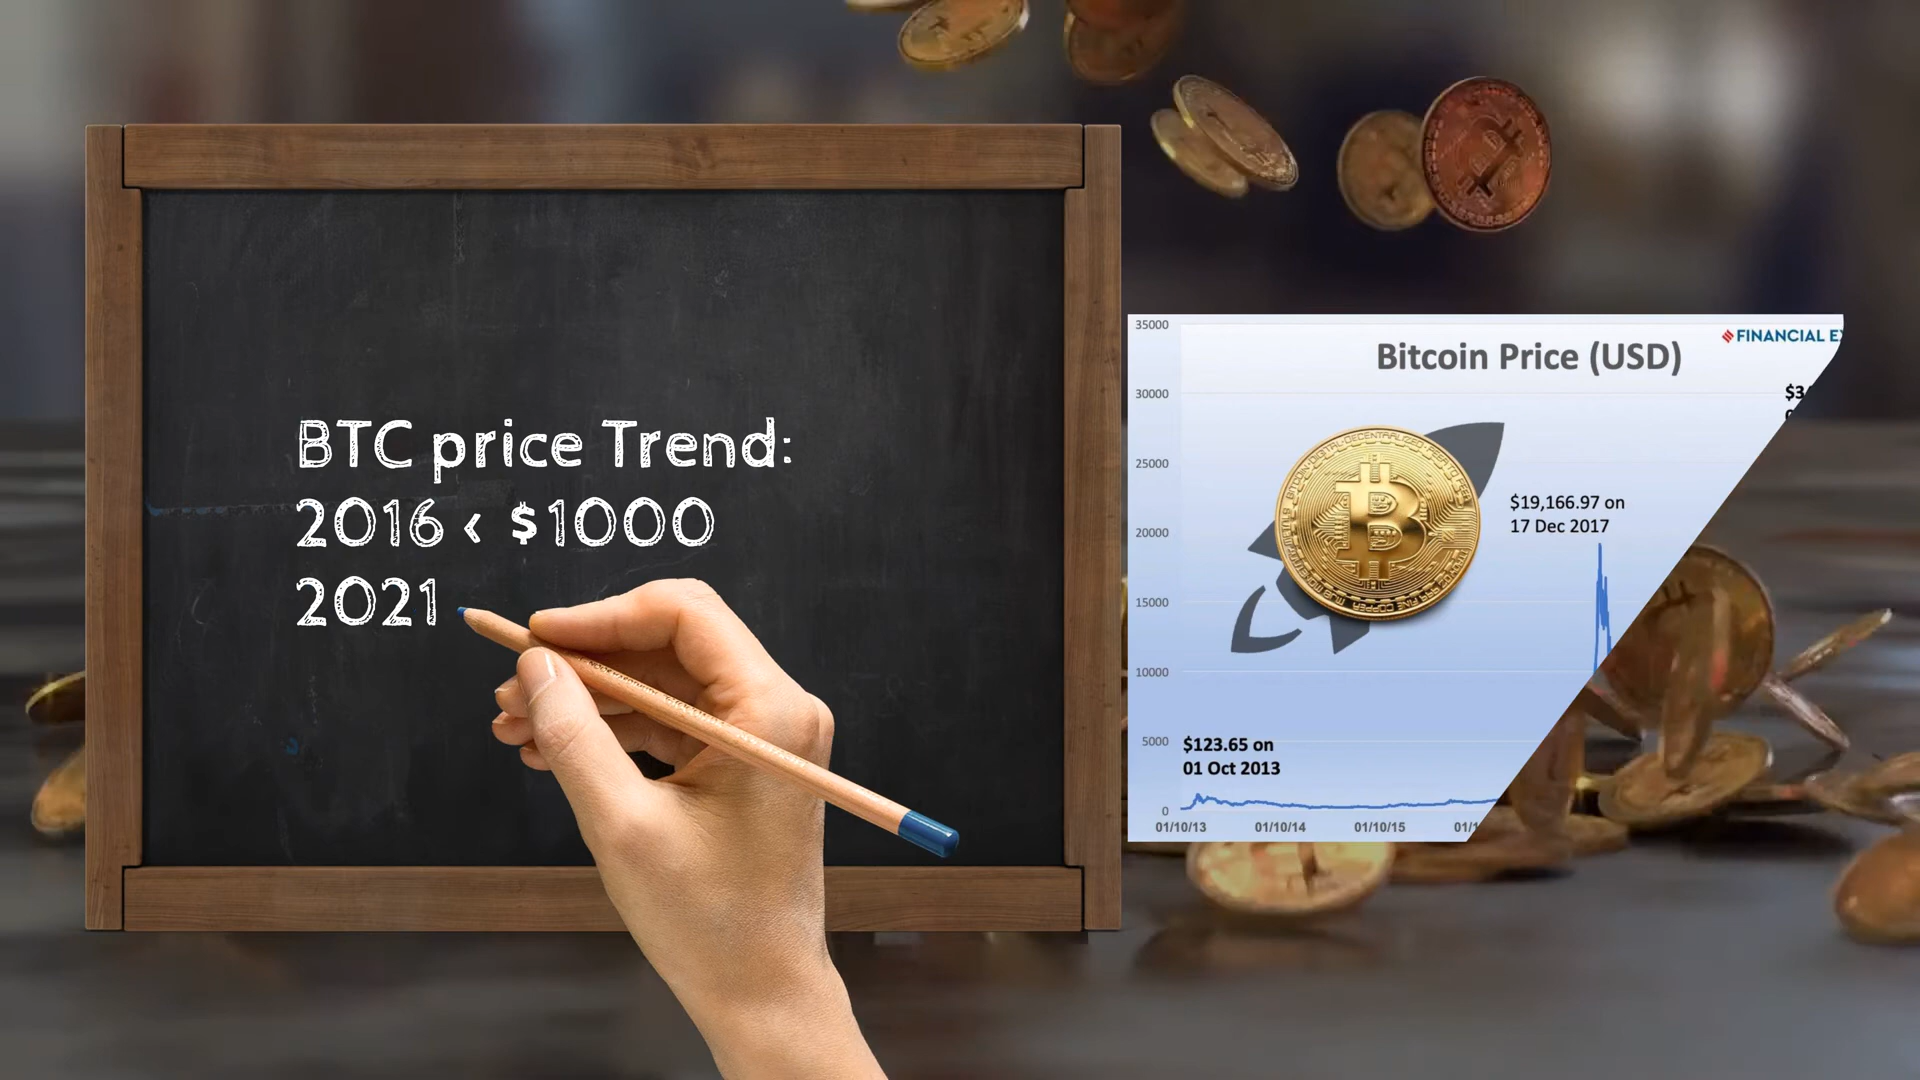 BTC price Trend:
2016 < $1000
2021
35000
30000
25000
20000
15000
10000
5000
0
Bitcoin Price (USD)
FINANCIAL
$19,166.97 on
17 Dec 2017
$123.65 on
01 Oct 2013
01/10/13
01/10/14
01/10/15